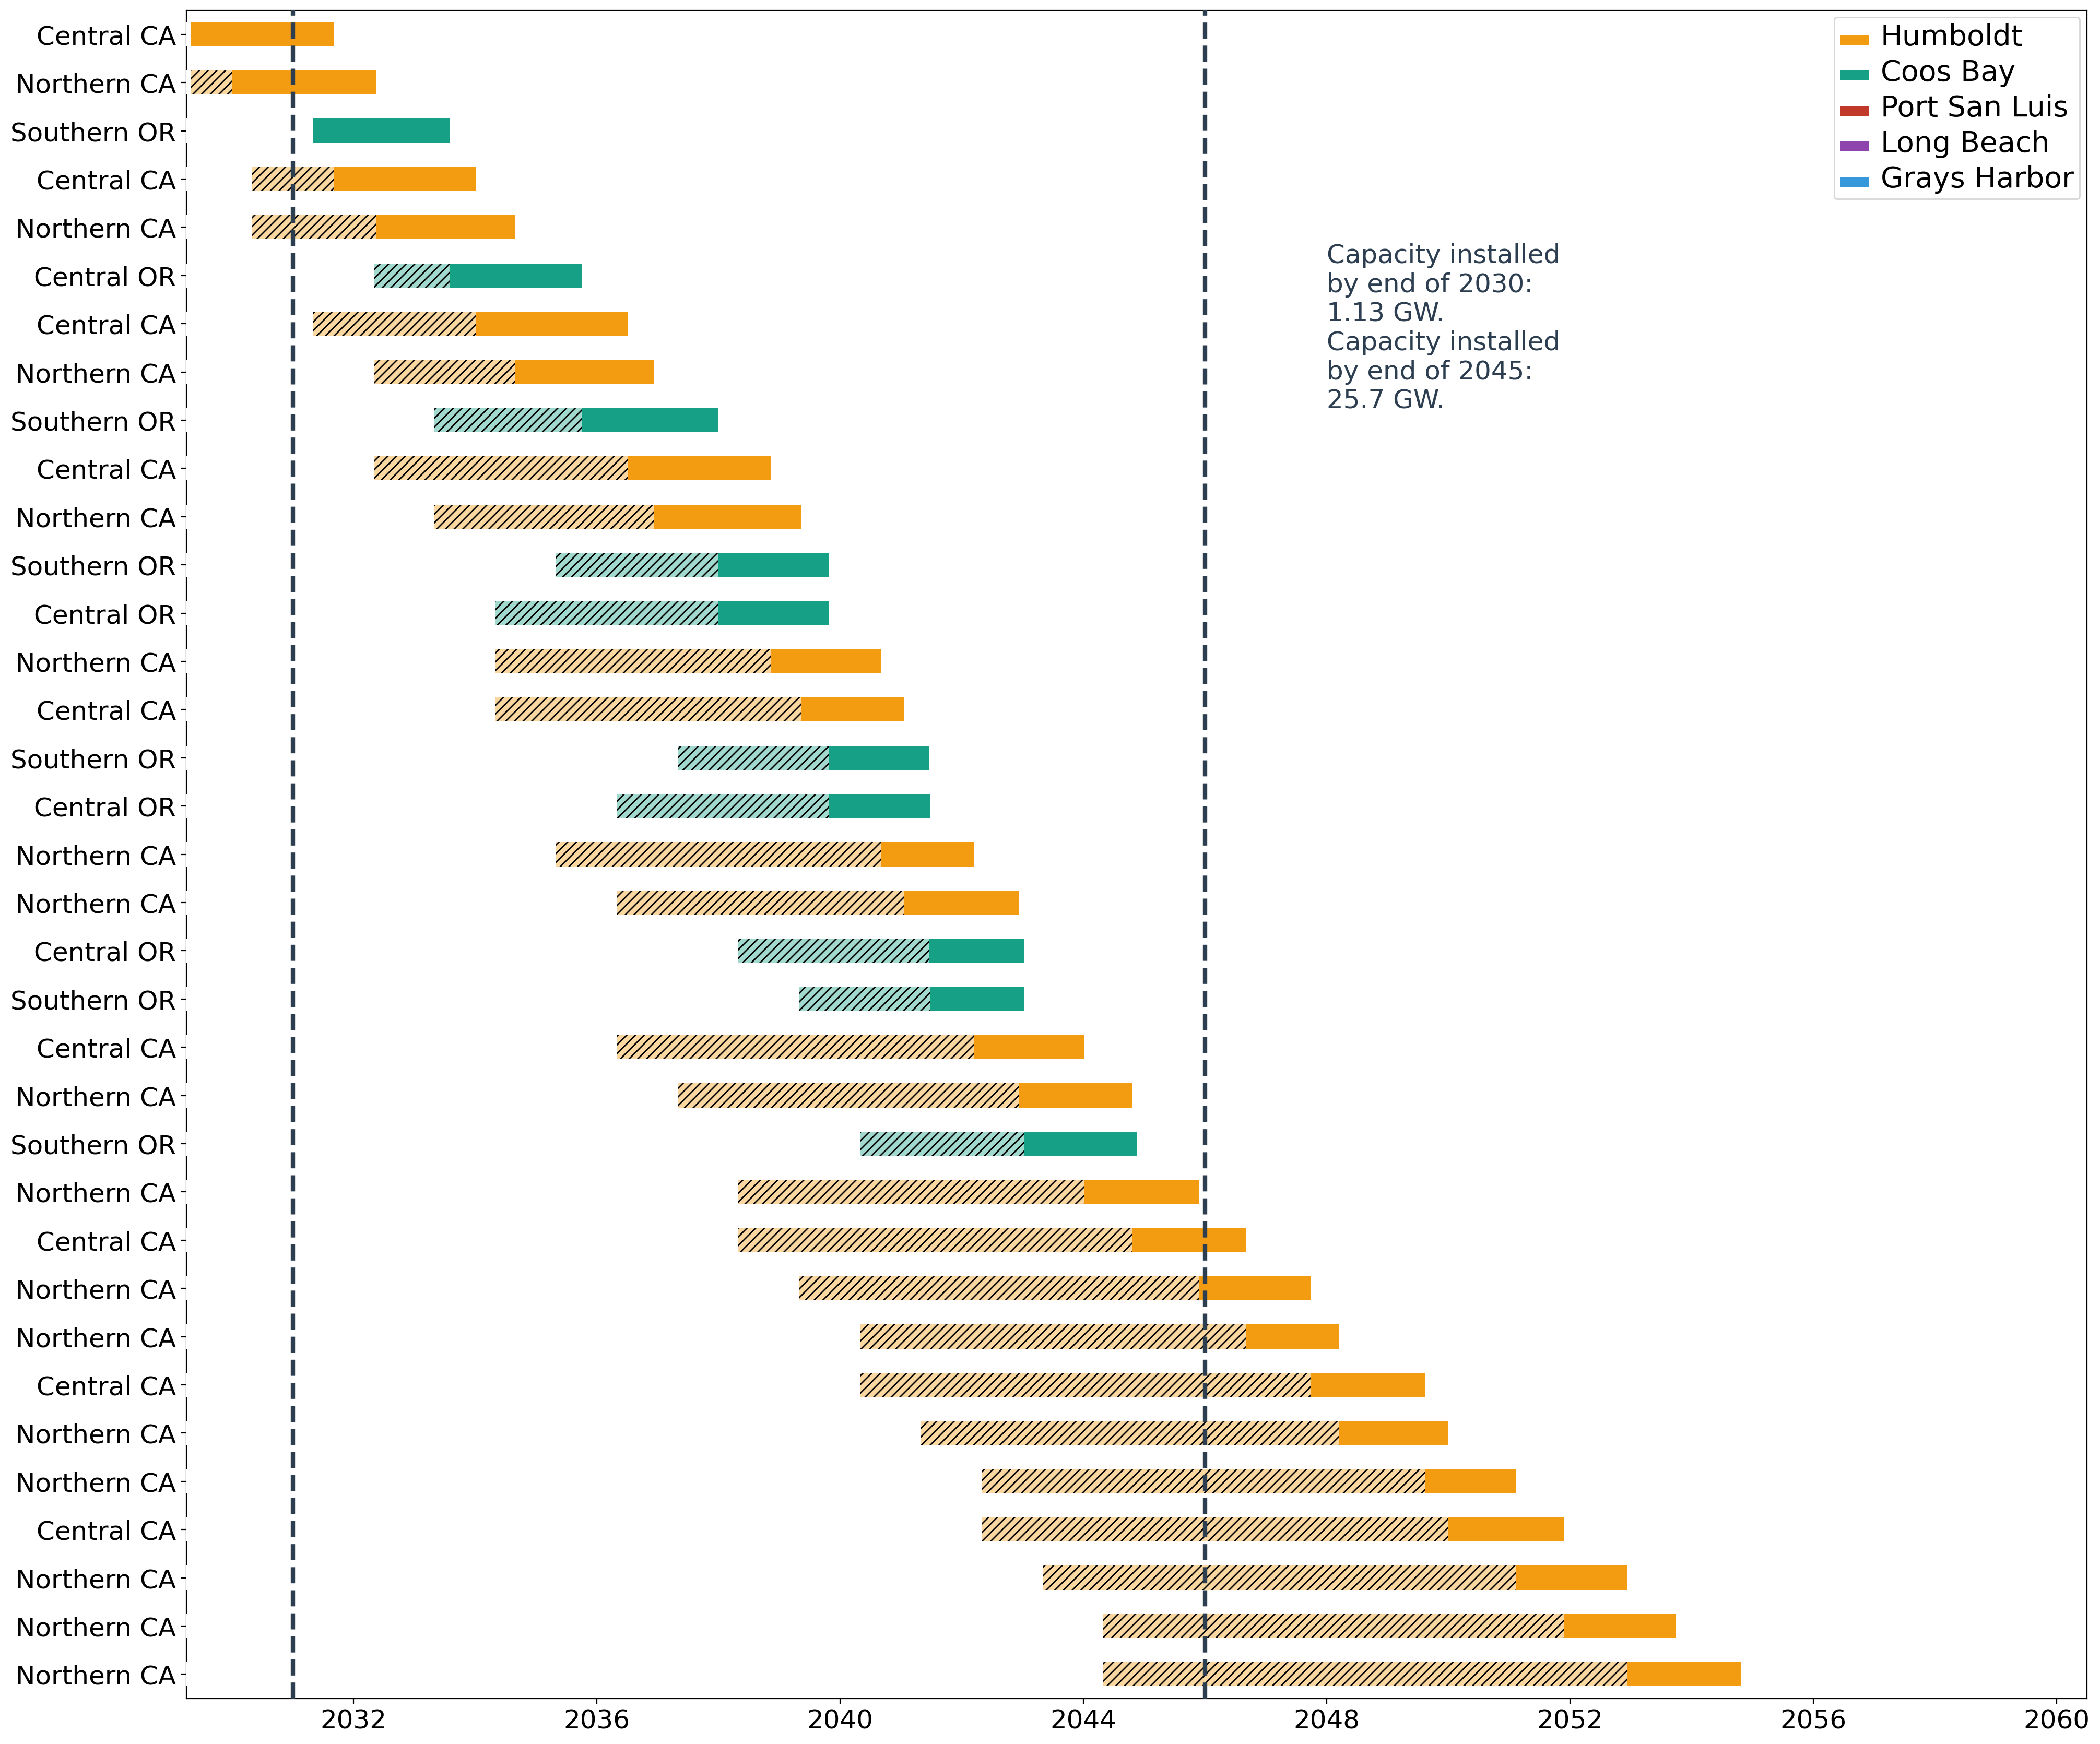 Central CA
Northern CA
Southern OR
Central CA
Northern CA
Central OR
Central CA
Northern CA
Southern OR
Central CA
Northern CA
Southern OR
Central OR
Northern CA
Central CA
Southern OR
Central OR
Northern CA
Northern CA
Central OR
Southern OR
Central CA
Northern CA
Southern OR
Northern CA
Central CA
Northern CA
Northern CA
Central CA
Northern CA
Northern CA
Central CA
Northern CA
Northern CA
Northern CA
Humboldt
Coos Bay
Port San Luis
Long Beach
Grays Harbor
Capacity installed
by end of 2030:
1.13 GW.
Capacity installed
by end of 2045:
25.7 GW.
2032 2036 2040 2044 2048 2052 2056 2060